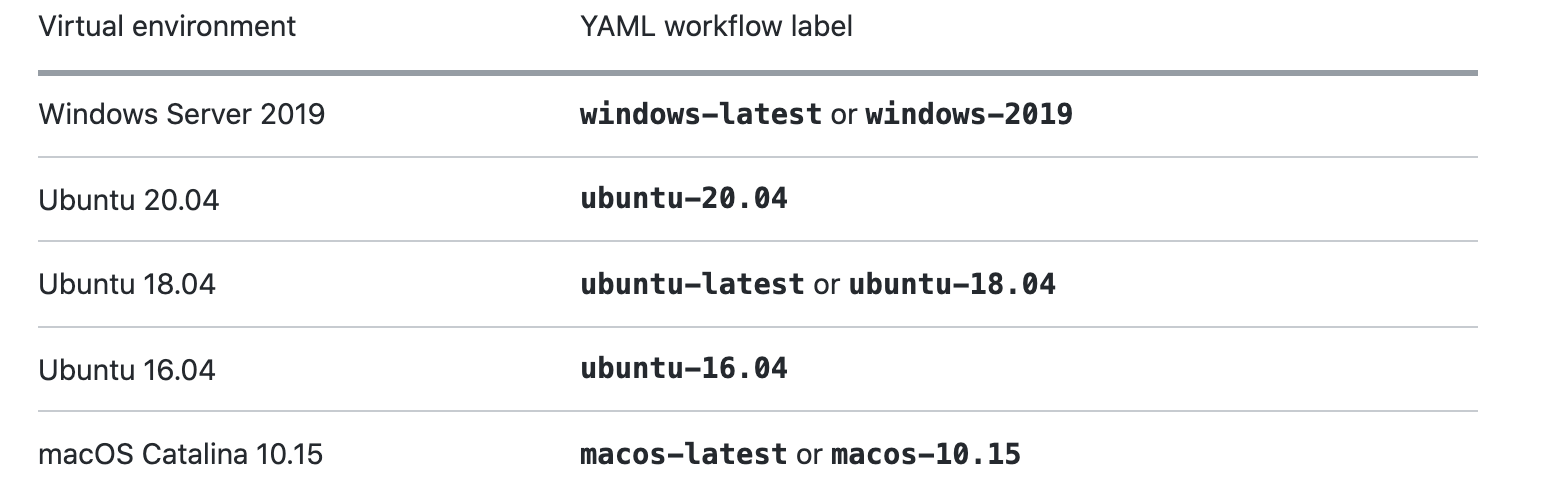 Virtual environment YAML workflow label
Windows Server 2019 windows-latest or windows-2019
Ubuntu 20.04 ubuntu-20.04
Ubuntu 18.04 ubuntu-latest or ubuntu-18.04
Ubuntu 16.04 ubuntu-16.04
macOS Catalina 10.15 macos-latest or macos-10.15